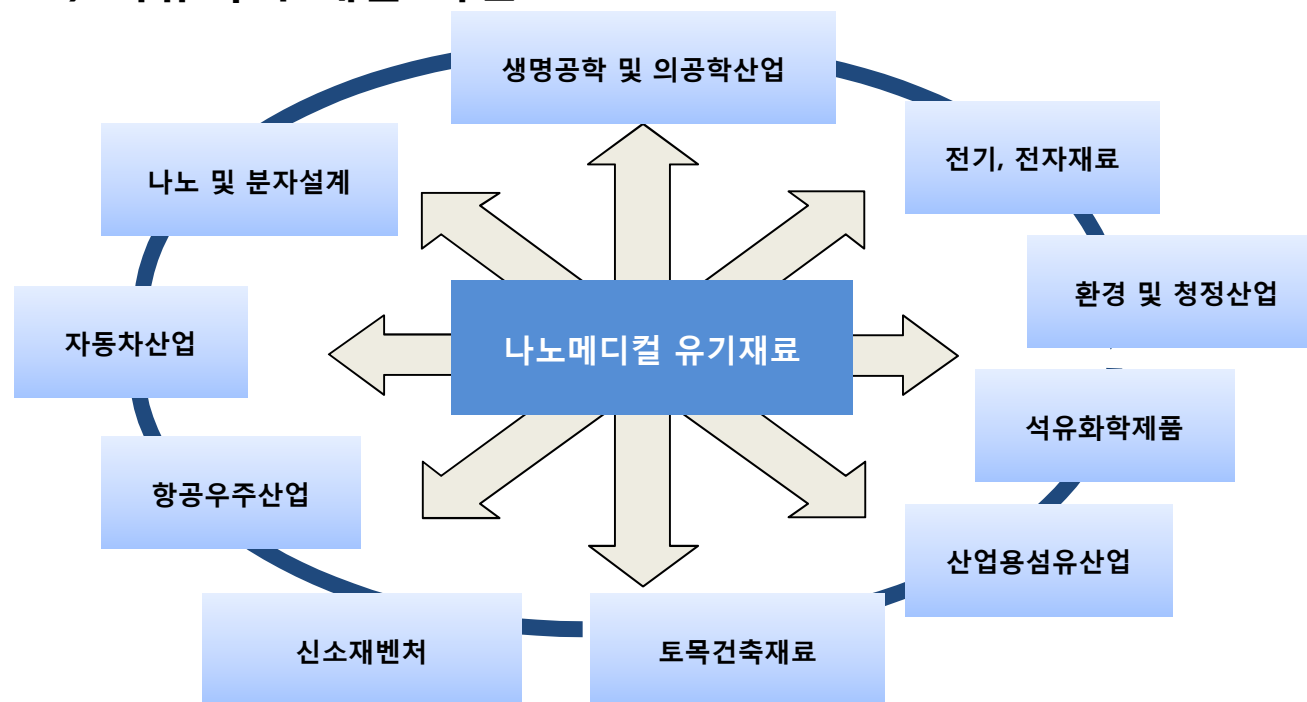 생명공학 및 의공학산업
전기, 전자재료
나노 및 분자설계
환경 및 청정산업
자동차산업
나노메디컬 유기재료
석유화학제품
항공우주산업
산업용섬유산업
신소재벤처
토목건축재료